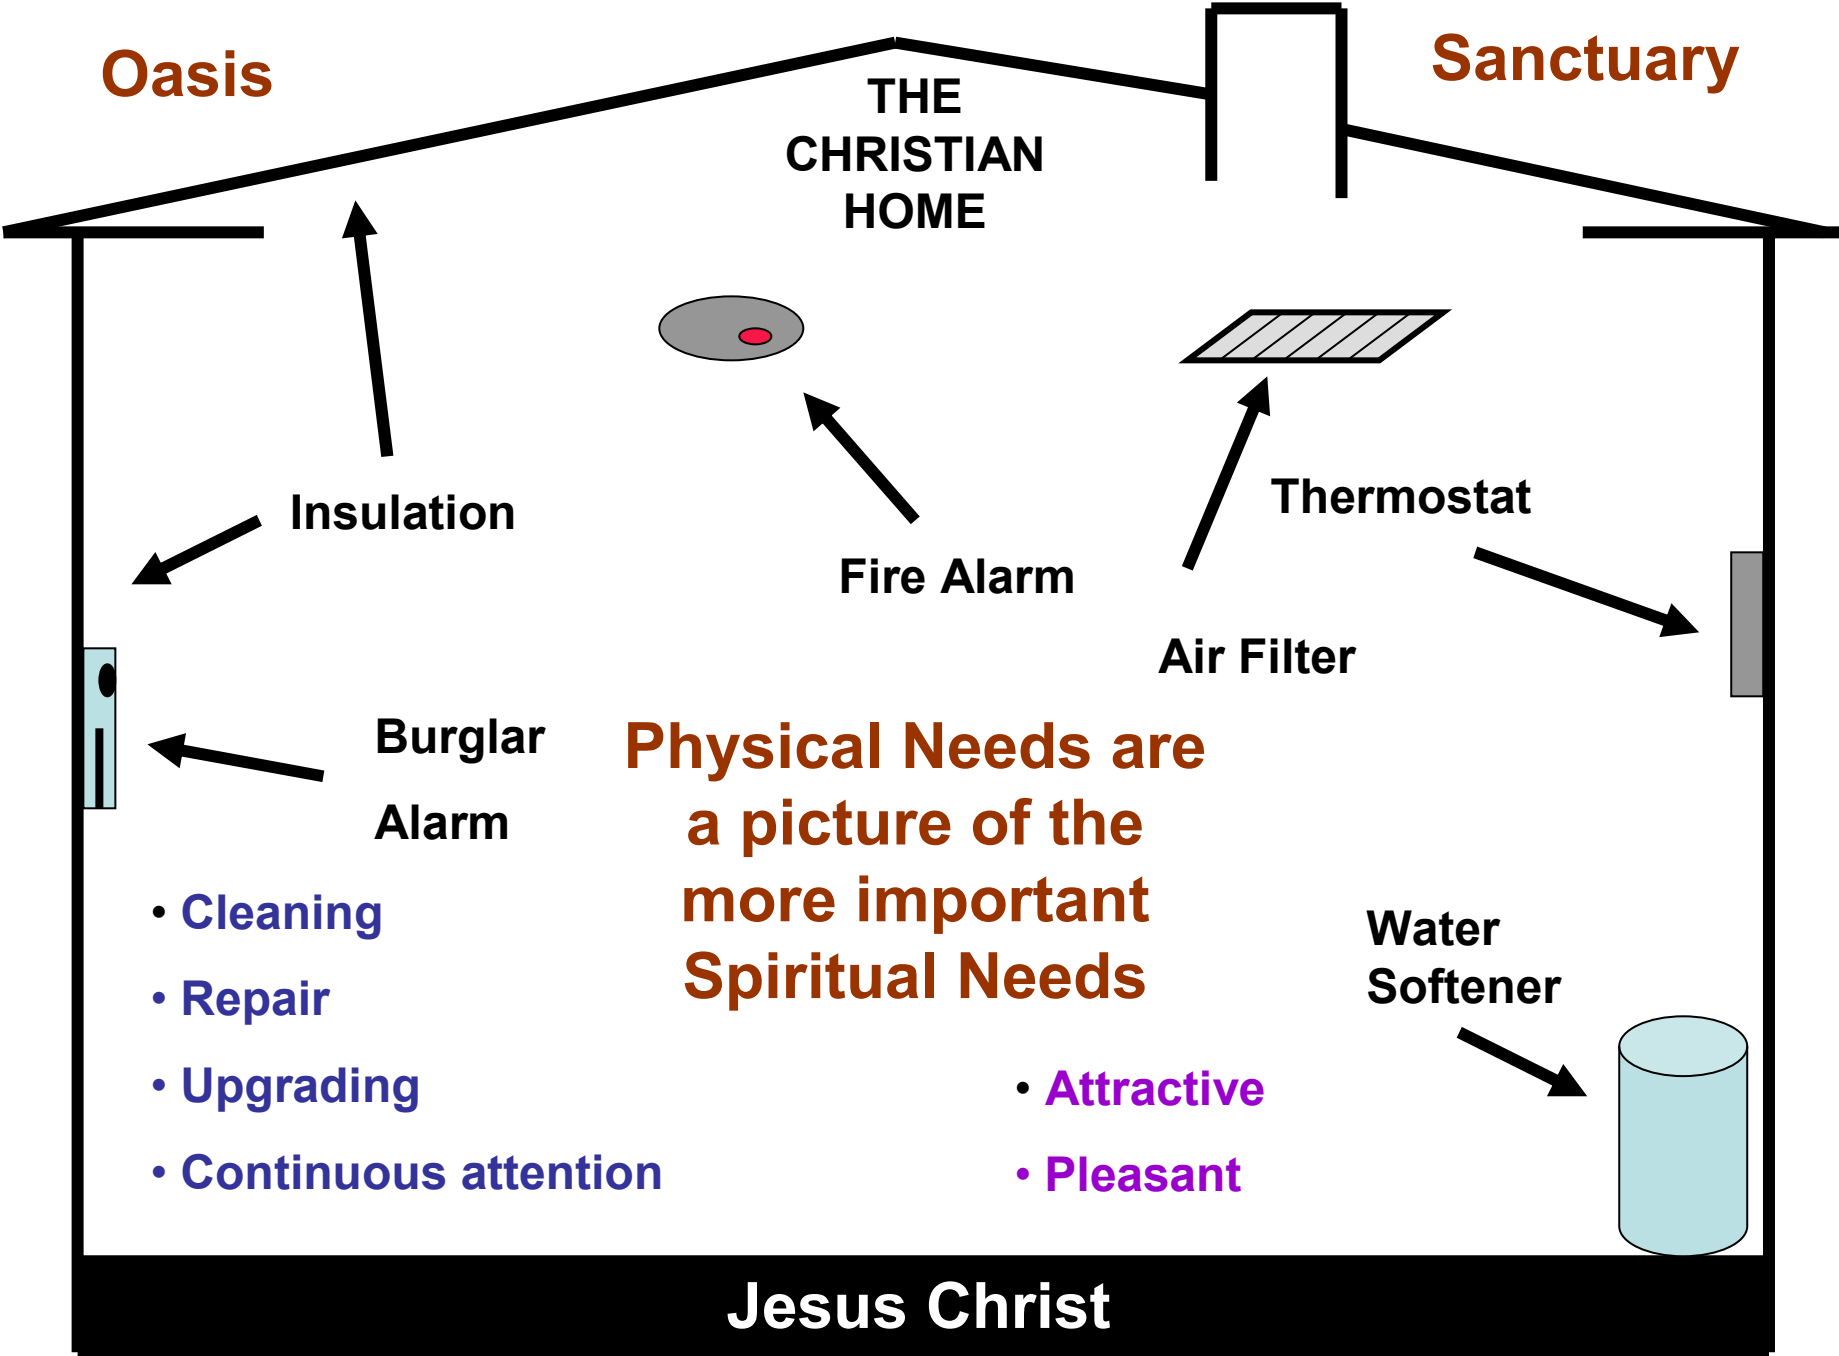 Oasis
Sanctuary
THE
CHRISTIAN
HOME
Insulation
Thermostat
Fire Alarm
Air Filter
Burglar
Alarm
Physical Needs are
a picture of the
more important
Spiritual Needs
• Cleaning
• Repair
• Upgrading
• Continuous attention
Water
Softener
• Attractive
• Pleasant
Jesus Christ